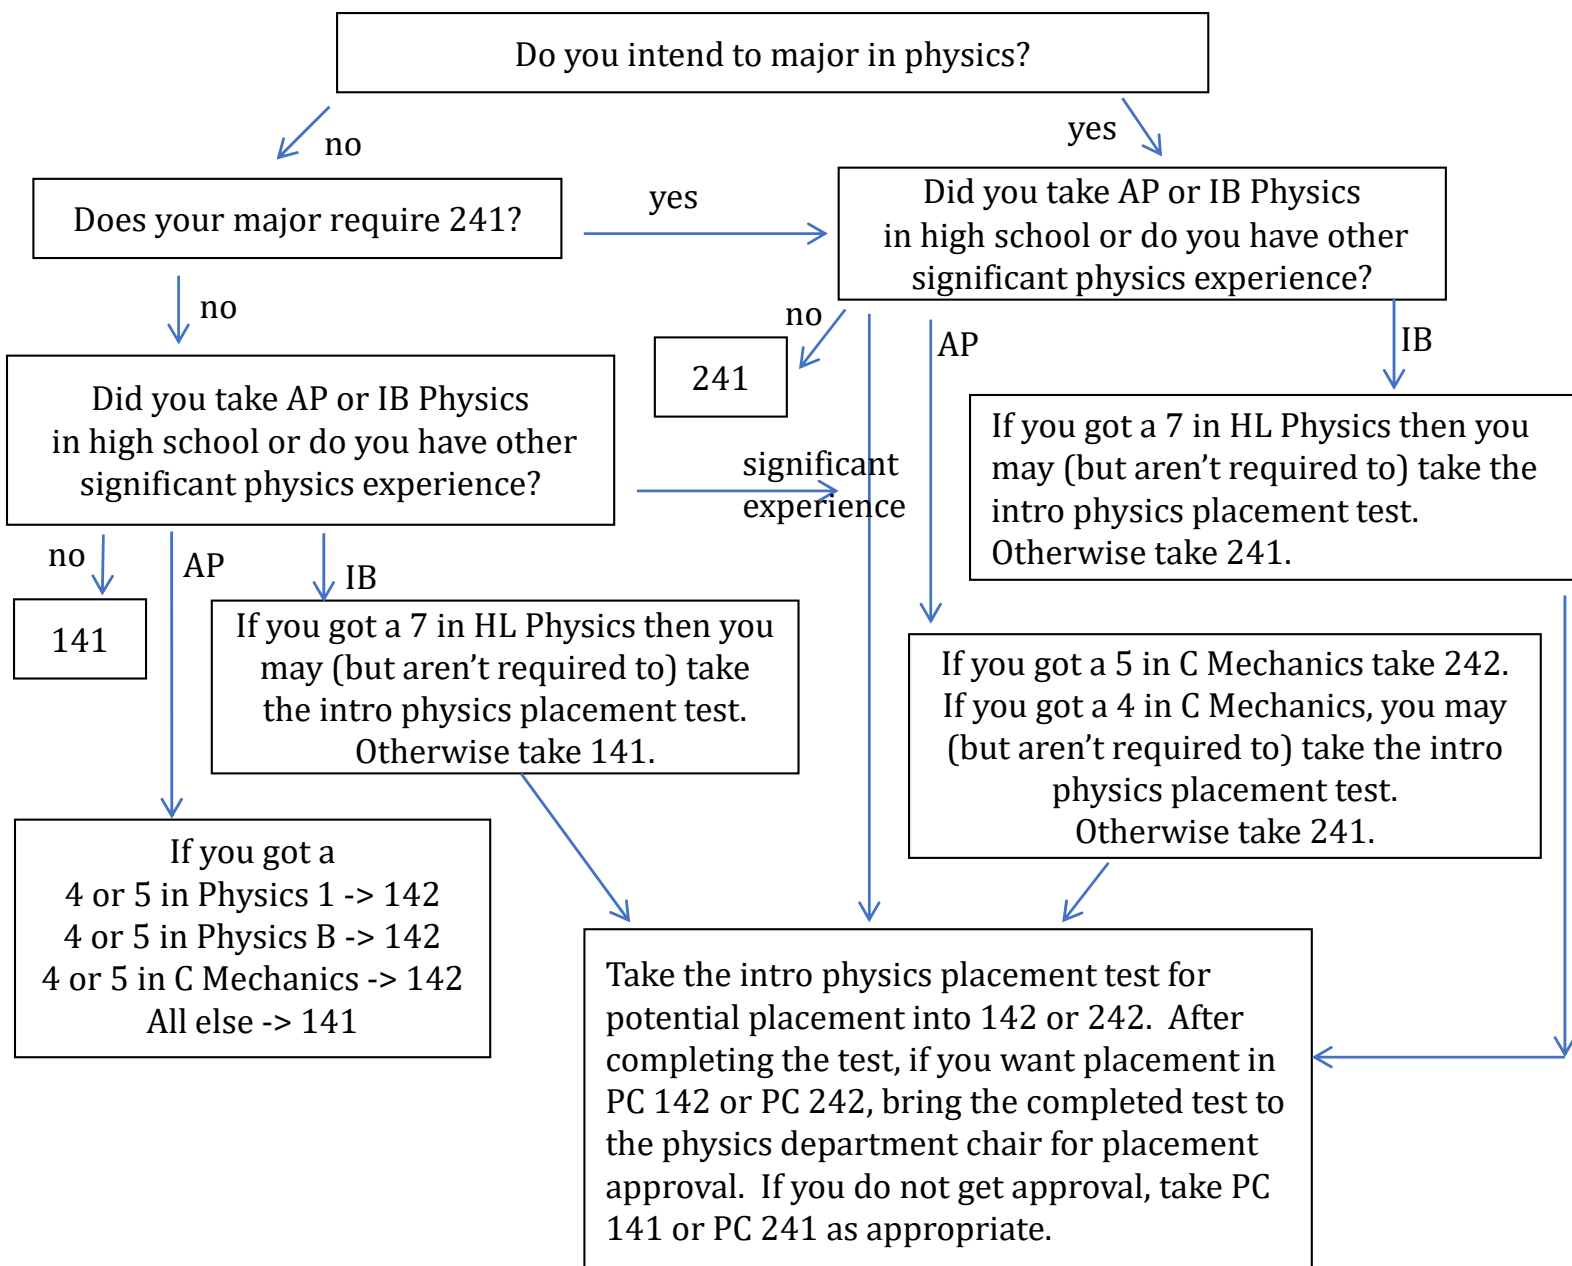 Do you intend to major in physics?
no
yes
Does your major require 241?
yes
Did you take AP or IB Physics
in high school or do you have other
significant physics experience?
no
no
AP
IB
241
Did you take AP or IB Physics
in high school or do you have other
significant physics experience?
significant
experience
If you got a 7 in HL Physics then you
may (but aren’t required to) take the
intro physics placement test.
Otherwise take 241.
no
AP
IB
141
If you got a 7 in HL Physics then you
may (but aren’t required to) take
the intro physics placement test.
Otherwise take 141.
If you got a 5 in C Mechanics take 242.
If you got a 4 in C Mechanics, you may
(but aren’t required to) take the intro
physics placement test.
Otherwise take 241.
If you got a
4 or 5 in Physics 1 -> 142
4 or 5 in Physics B -> 142
4 or 5 in C Mechanics -> 142
All else -> 141
Take the intro physics placement test for
potential placement into 142 or 242.  After
completing the test, if you want placement in
PC 142 or PC 242, bring the completed test to
the physics department chair for placement
approval.  If you do not get approval, take PC
141 or PC 241 as appropriate.